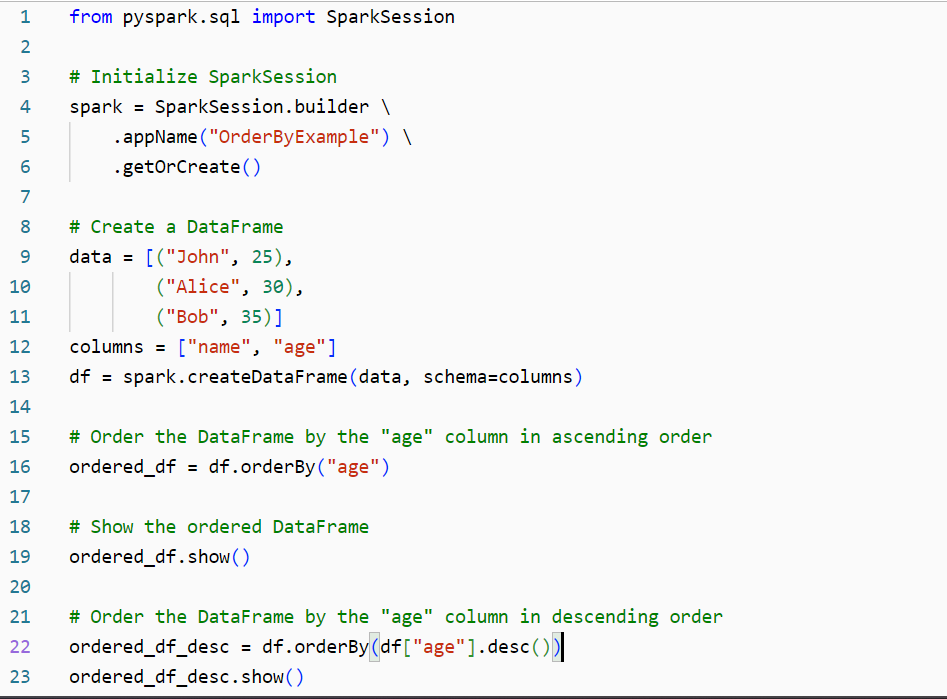 1 from pyspark.sql import SparkSession
2
3 # Initialize SparkSession
4 spark = SparkSession.builder \
5     .appName("OrderByExample") \
6     .getOrCreate()
7
8 # Create a DataFrame
9 data = [("John", 25),
10         ("Alice", 30),
11         ("Bob", 35)]
12 columns = ["name", "age"]
13 df = spark.createDataFrame(data, schema=columns)
14
15 # Order the DataFrame by the "age" column in ascending order
16 ordered_df = df.orderBy("age")
17
18 # Show the ordered DataFrame
19 ordered_df.show()
20
21 # Order the DataFrame by the "age" column in descending order
22 ordered_df_desc = df.orderBy(df["age"].desc())
23 ordered_df_desc.show()